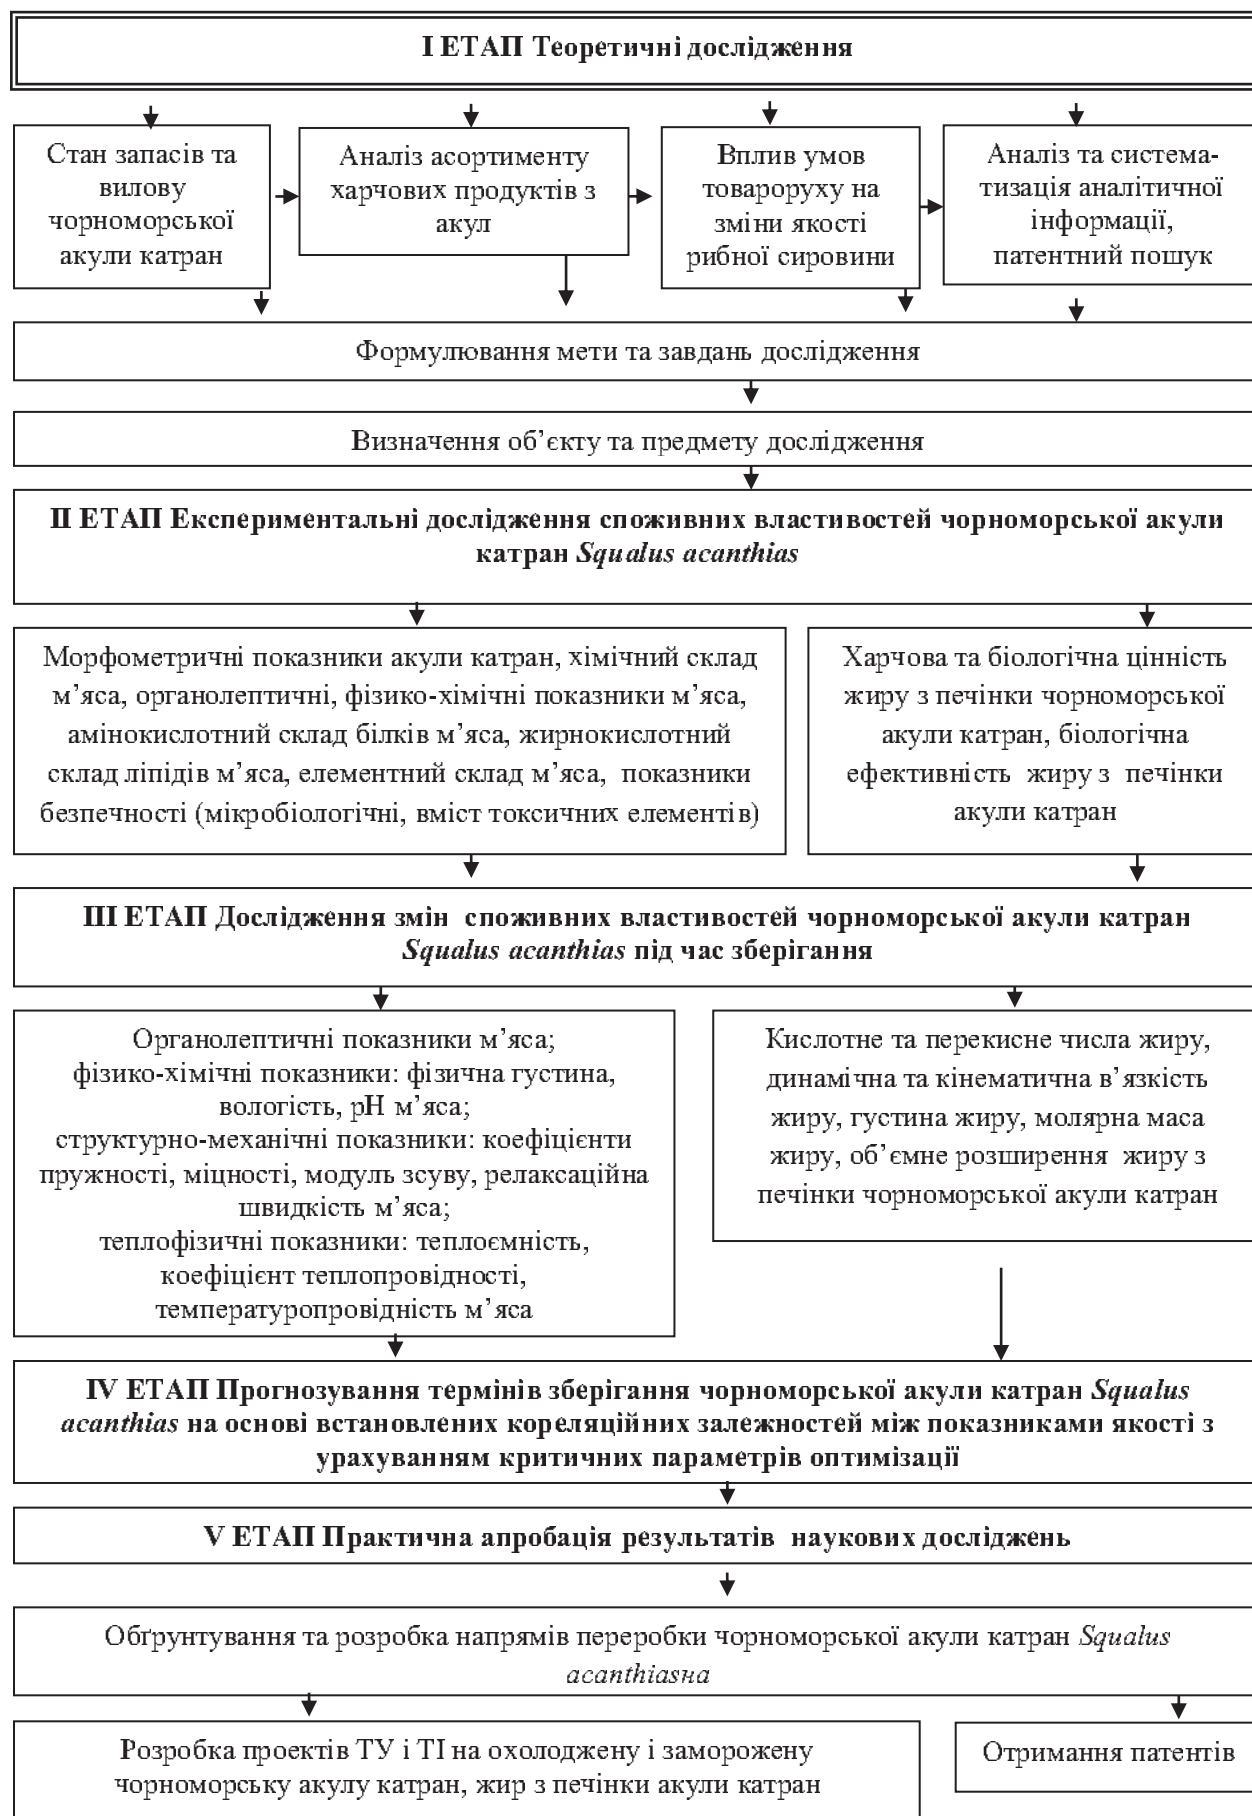 І ЕТАП Теоретичні дослідження
Стан запасів та
вилову
чорноморської
акули катран
Аналіз асортименту
харчових продуктів з
акул
Вплив умов
товароруху на
зміни якості
рибної сировини
Аналіз та система-
тизація аналітичної
інформації,
патентний пошук
Формулювання мети та завдань дослідження
Визначення об’єкту та предмету дослідження
ІІ ЕТАП Експериментальні дослідження споживних властивостей чорноморської акули
катран Squalus acanthias
Морфометричні показники акули катран, хімічний склад
м’яса, органолептичні, фізико-хімічні показники м’яса,
амінокислотний склад білків м’яса, жирнокислотний
склад ліпідів м’яса, елементний склад м’яса, показники
безпечності (мікробіологічні, вміст токсичних елементів)
Харчова та біологічна цінність
жиру з печінки чорноморської
акули катран, біологічна
ефективність жиру з печінки
акули катран
ІІІ ЕТАП Дослідження змін споживних властивостей чорноморської акули катран
Squalus acanthias під час зберігання
Органолептичні показники м’яса;
фізико-хімічні показники: фізична густина,
вологість, рН м’яса;
структурно-механічні показники: коефіцієнти
пружності, міцності, модуль зсуву, релаксаційна
швидкість м’яса;
теплофізичні показники: теплоємність,
коефіцієнт теплопровідності,
температуропровідність м’яса
Кислотне та перекисне числа жиру,
динамічна та кінематична в’язкість
жиру, густина жиру, молярна маса
жиру, об’ємне розширення жиру з
печінки чорноморської акули катран
ІV ЕТАП Прогнозування термінів зберігання чорноморської акули катран Squalus
acanthias на основі встановлених кореляційних залежностей між показниками якості з
урахуванням критичних параметрів оптимізації
V ЕТАП Практична апробація результатів наукових досліджень
Обґрунтування та розробка напрямів переробки чорноморської акули катран Squalus
acanthiasна
Розробка проектів ТУ і ТІ на охолоджену і заморожену
чорноморську акулу катран, жир з печінки акули катран
Отримання патентів